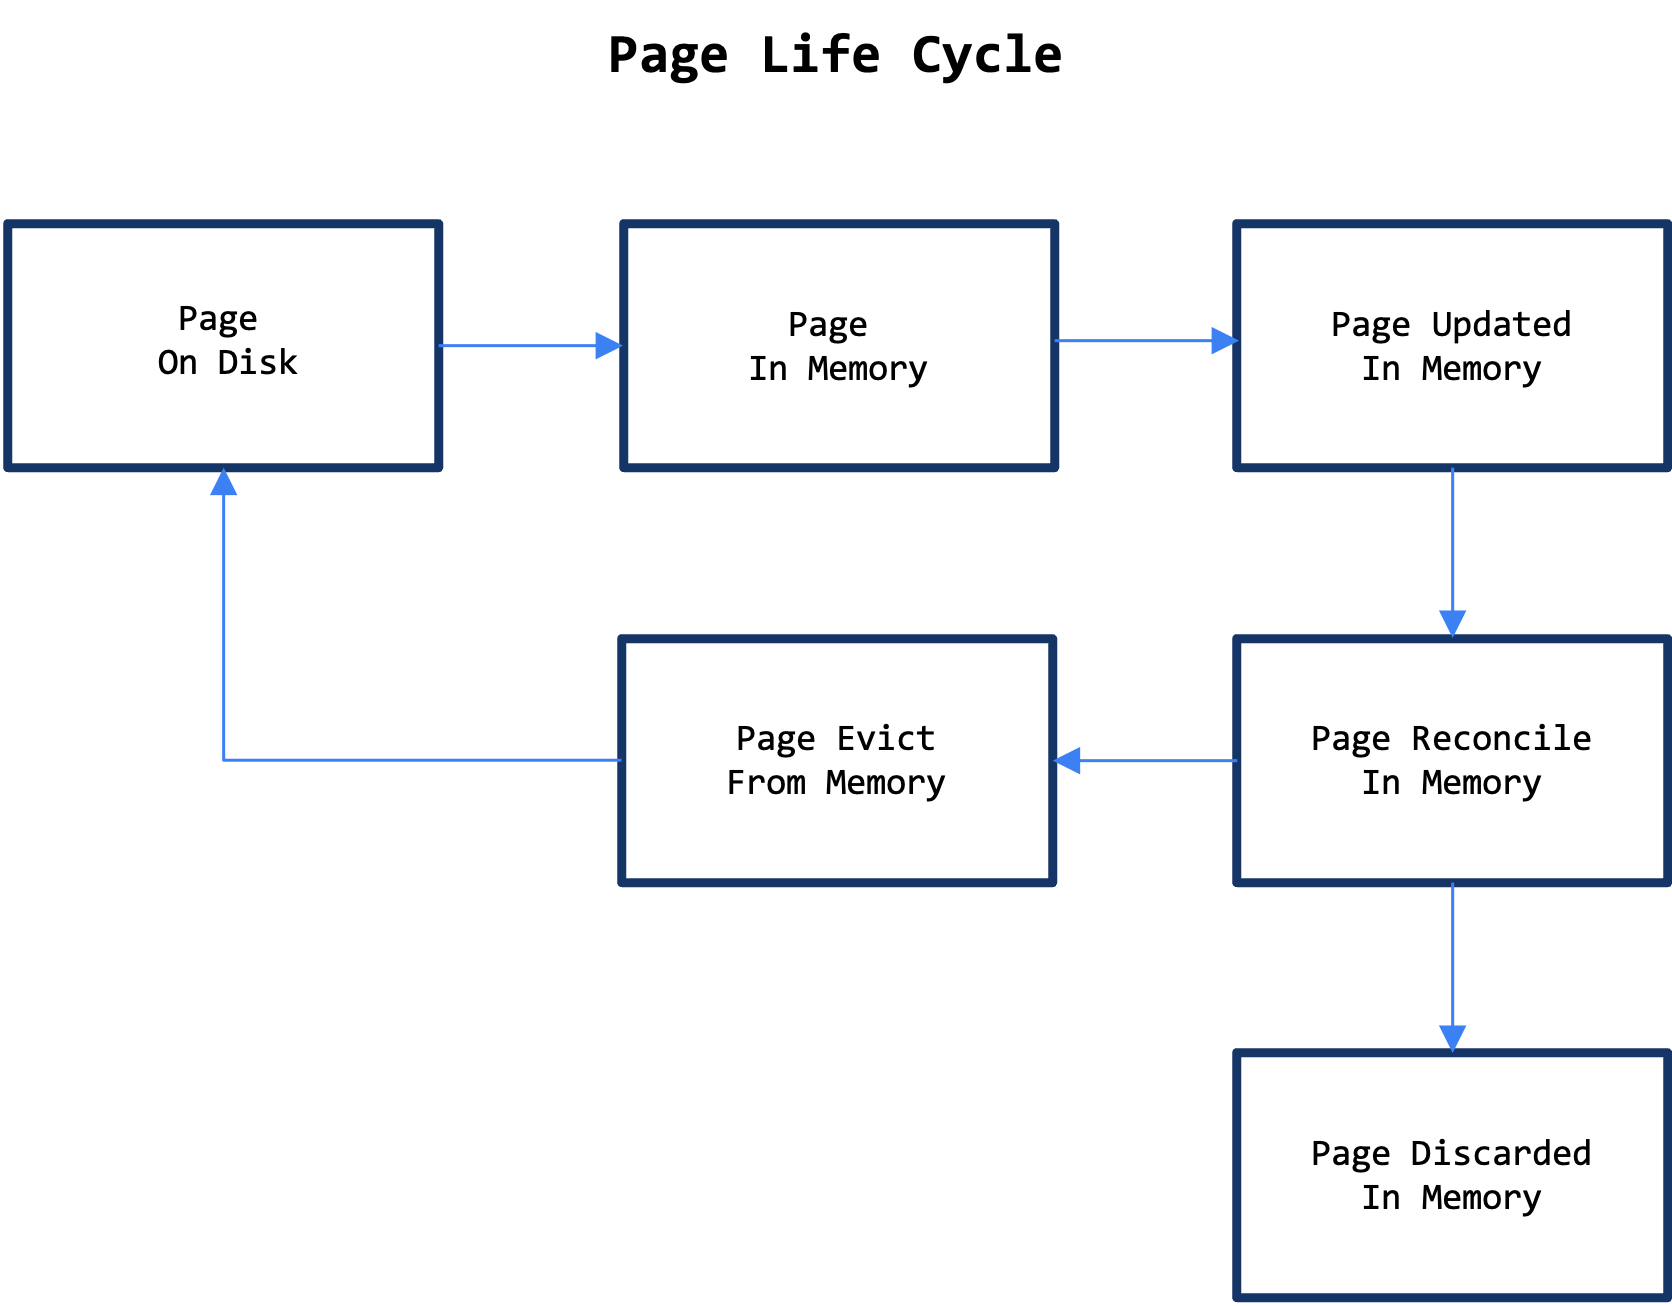 Page Life Cycle
Page
On Disk
Page
In Memory
Page Updated
In Memory
Page Evict
From Memory
Page Reconcile
In Memory
Page Discarded
In Memory